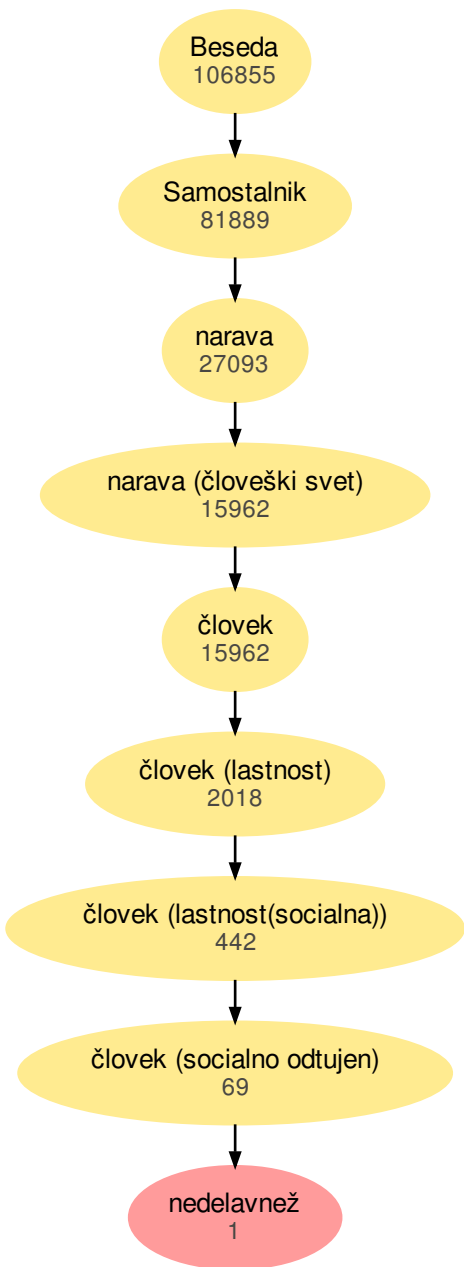 Beseda
106855
Samostalnik
81889
narava
27093
narava (človeški svet)
15962
človek
15962
človek (lastnost)
2018
človek (lastnost(socialna))
442
človek (socialno odtujen)
69
nedelavnež
1